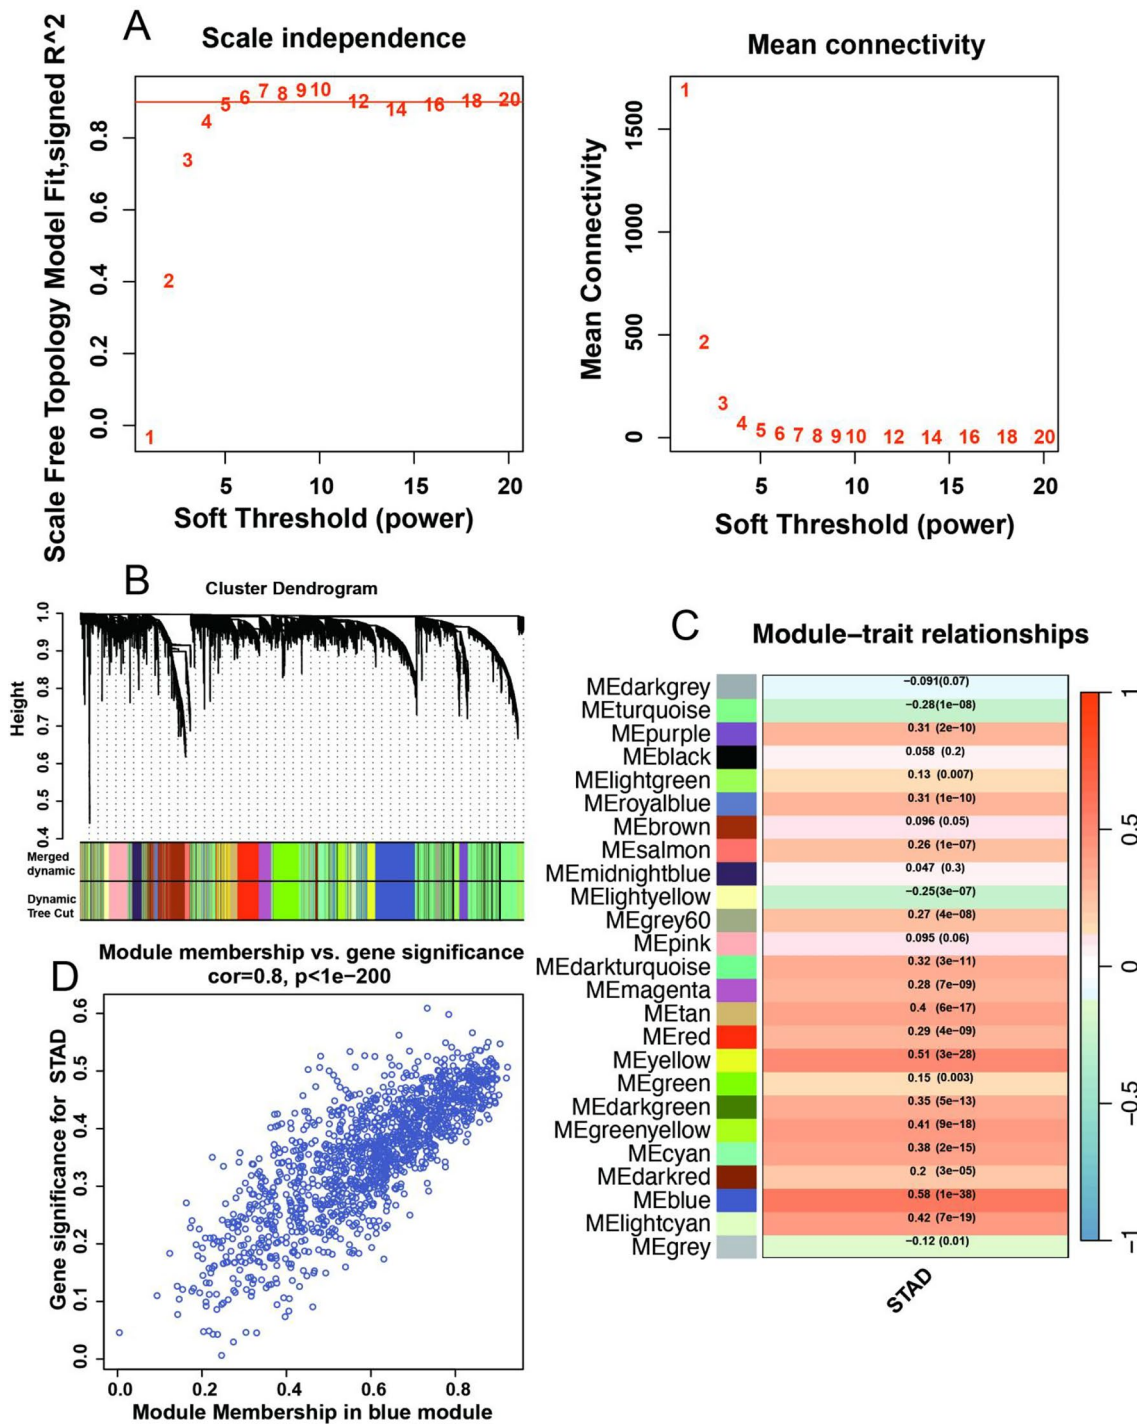 A
Scale independence
Scale Free Topology Model Fit,signed R^2
0.0 0.2 0.4 0.6 0.8
1 2 3 4 5 6 7 8 9 10 12 14 16 18 20
5 10 15 20
Soft Threshold (power)
Mean connectivity
Mean Connectivity
0 500 1000 1500
1 2 3 4 5 6 7 8 9 10 12 14 16 18 20
5 10 15 20
Soft Threshold (power)
B
Cluster Dendrogram
Height
0.4 0.5 0.6 0.7 0.8 0.9 1.0
Merged
dynamic
Dynamic
Tree Cut
C
Module–trait relationships
MEdarkgrey −0.091(0.07)
MEturquoise −0.28(1e−08)
MEpurple 0.31 (2e−10)
MEblack 0.058 (0.2)
MElightgreen 0.13 (0.007)
MEroyalblue 0.31 (1e−10)
MEbrown 0.096 (0.05)
MEsalmon 0.26 (1e−07)
MEmidnightblue 0.047 (0.3)
MElightyellow −0.25(3e−07)
MEgrey60 0.27 (4e−08)
MEpink 0.095 (0.06)
MEdarkturquoise 0.32 (3e−11)
MEmagenta 0.28 (7e−09)
MEtan 0.4 (6e−17)
MEred 0.29 (4e−09)
MEyellow 0.51 (3e−28)
MEgreen 0.15 (0.003)
MEdarkgreen 0.35 (5e−13)
MEgreenyellow 0.41 (9e−18)
MEcyan 0.38 (2e−15)
MEdarkred 0.2 (3e−05)
MEblue 0.58 (1e−38)
MElightcyan 0.42 (7e−19)
MEgrey −0.12 (0.01)
STAD
1
0.5
0
−0.5
−1
D
Module membership vs. gene significance
cor=0.8, p<1e−200
Gene significance for STAD
0.0 0.1 0.2 0.3 0.4 0.5 0.6
0.0 0.2 0.4 0.6 0.8
Module Membership in blue module